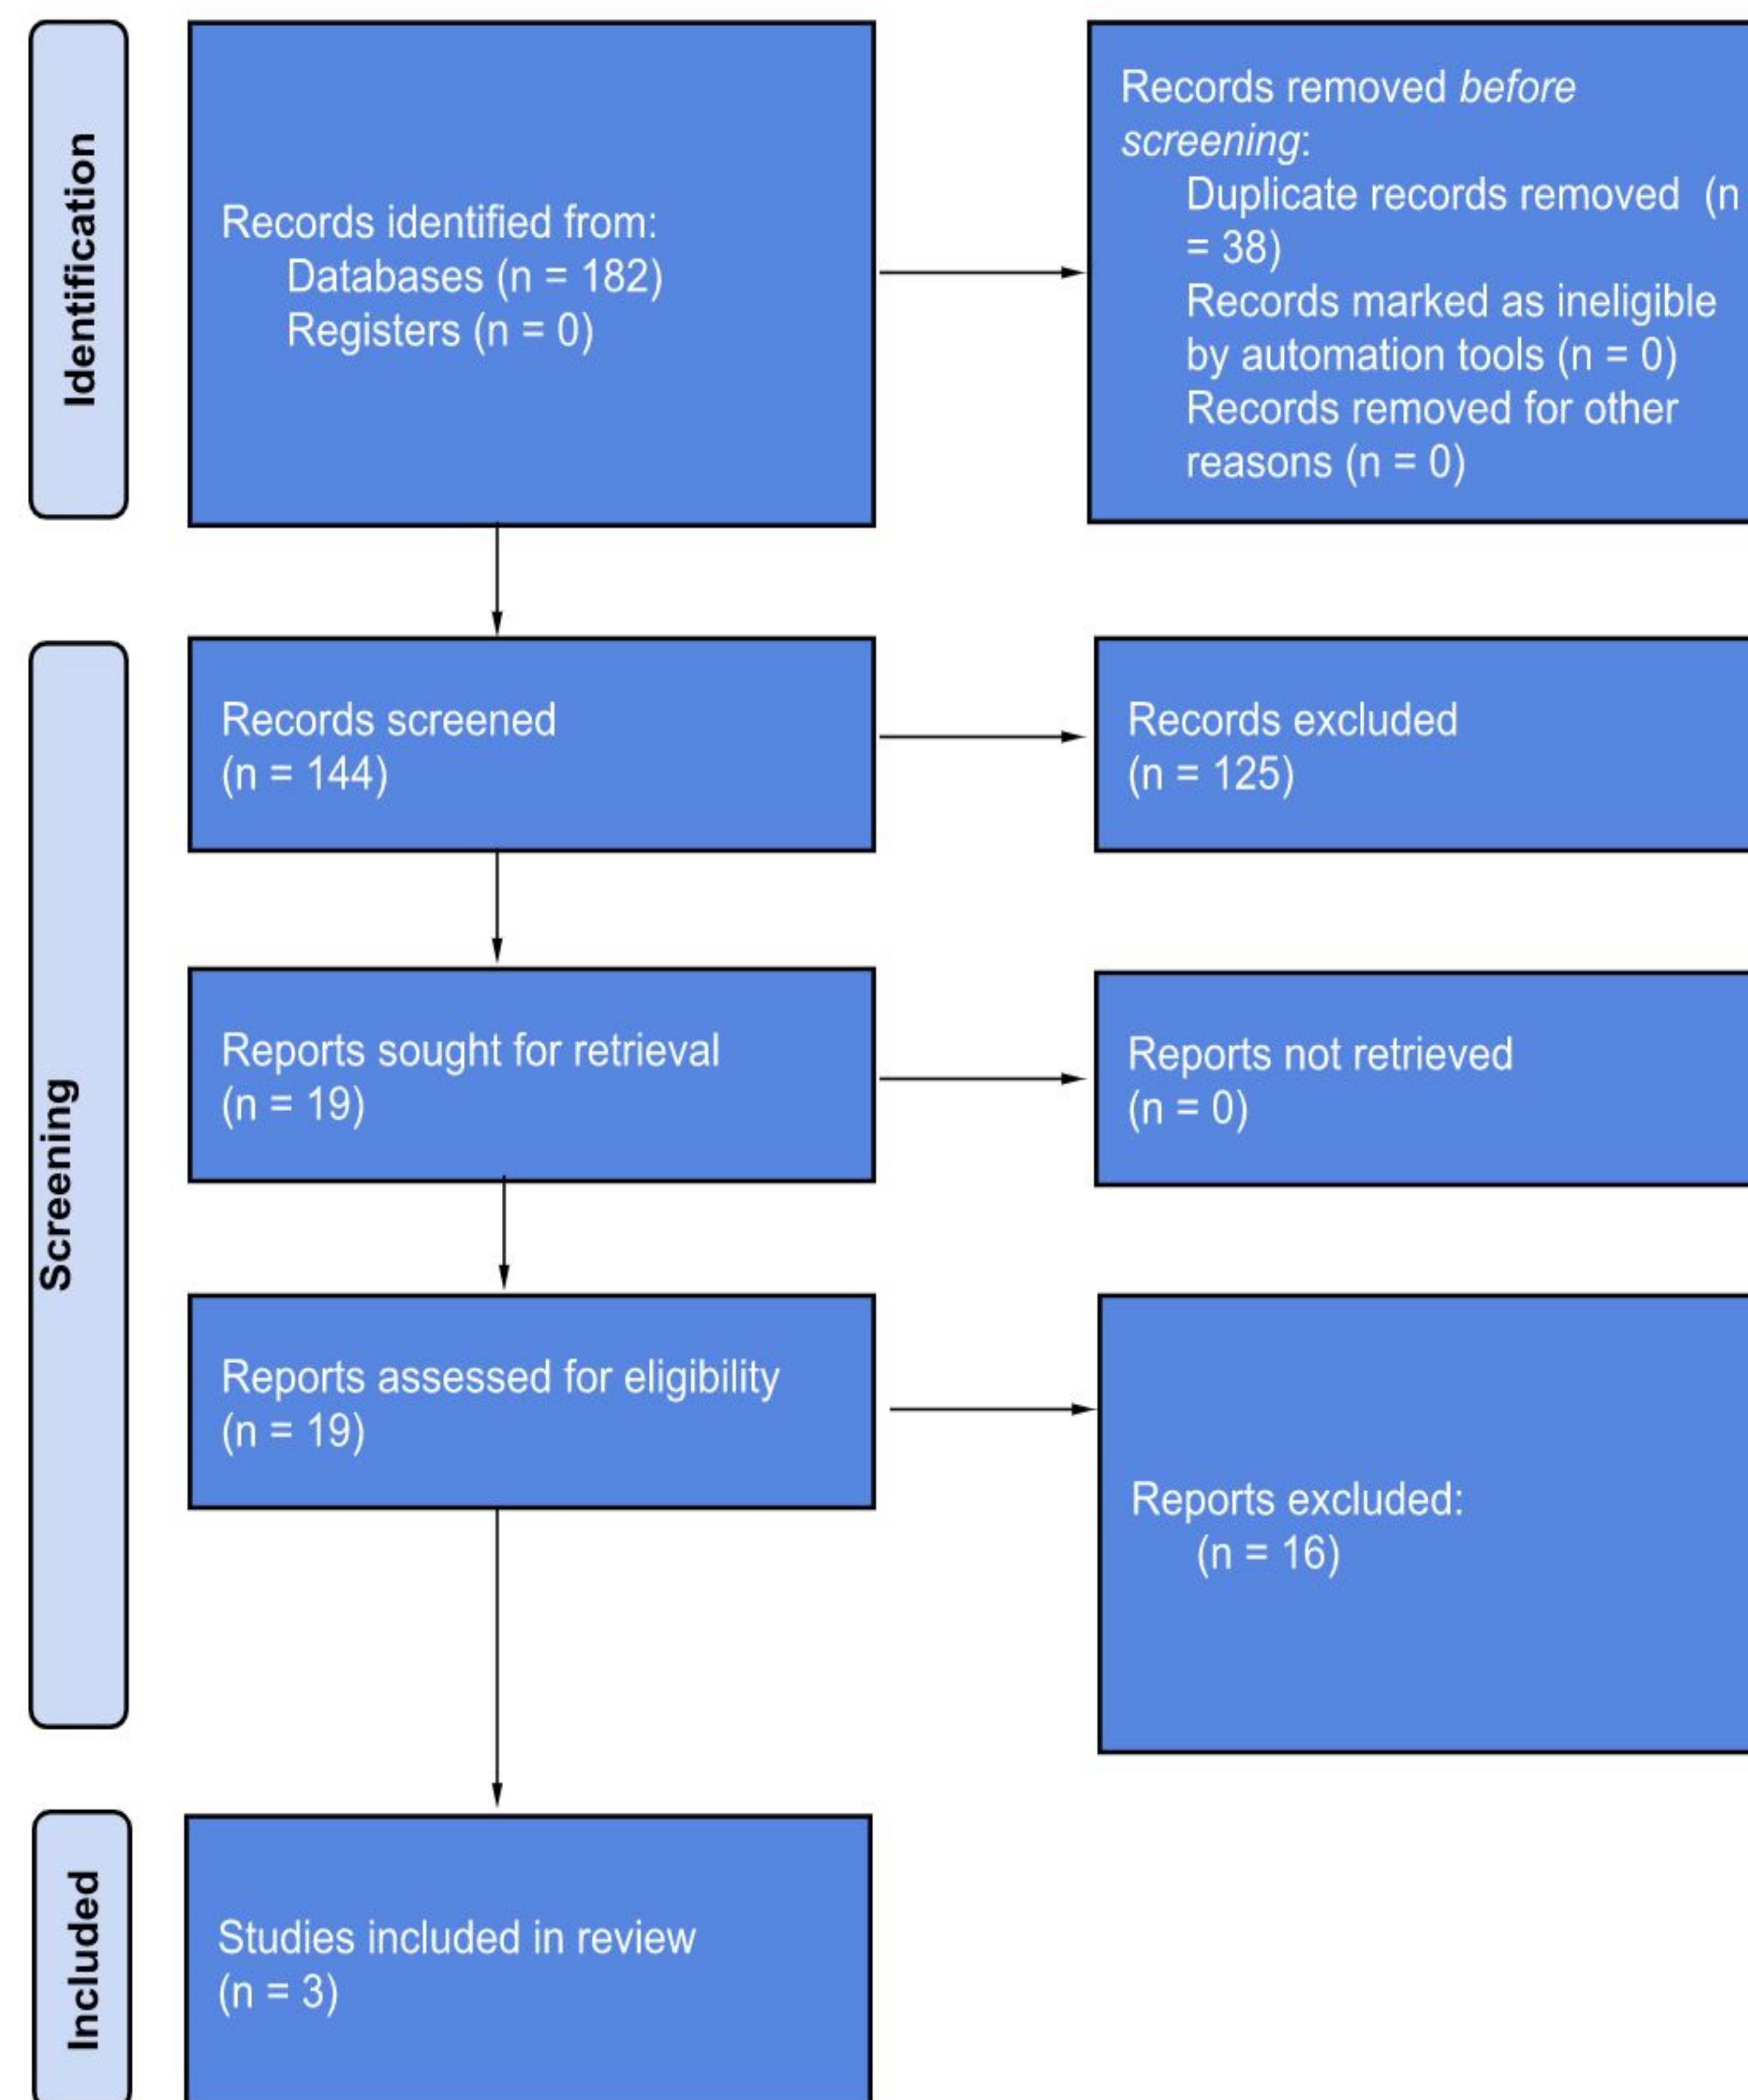 Identification
Records identified from:
Databases (n = 182)
Registers (n = 0)
Records removed before
screening:
Duplicate records removed  (n
= 38)
Records marked as ineligible
by automation tools (n = 0)
Records removed for other
reasons (n = 0)
Screening
Records screened
(n = 144)
Records excluded
(n = 125)
Reports sought for retrieval
(n = 19)
Reports not retrieved
(n = 0)
Reports assessed for eligibility
(n = 19)
Reports excluded:
(n = 16)
Included
Studies included in review
(n = 3)